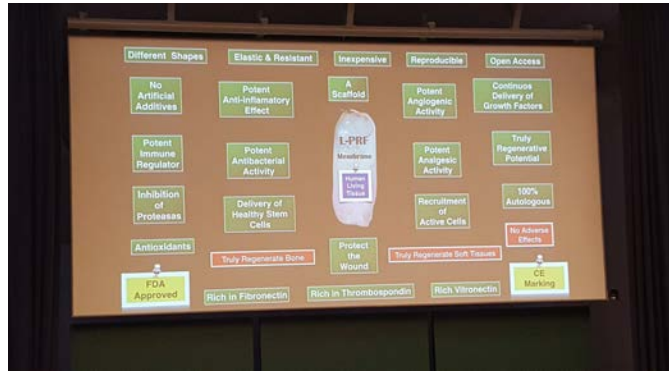 Different Shapes
Elastic & Resistant
Inexpensive
Reproducible
Open Access
No
Artificial
Additives
Potent
Anti-inflamatory
Effect
A
Scaffold
Potent
Angiogenic
Activity
Continuos
Delivery of
Growth Factors
Potent
Immune
Regulator
Potent
Antibacterial
Activity
L-PRF
Membrane
Human
Living
Tissue
Potent
Analgesic
Activity
Truly
Regenerative
Potential
Inhibition
of
Proteasas
Delivery of
Healthy Stem
Cells
Recruitment
of
Active Cells
100%
Autologous
Antioxidants
Truly Regenerate Bone
Protect
the
Wound
Truly Regenerate Soft Tissues
No Adverse
Effects
FDA
Approved
Rich in Fibronectin
Rich in Thrombospondin
Rich Vitronectin
CE
Marking